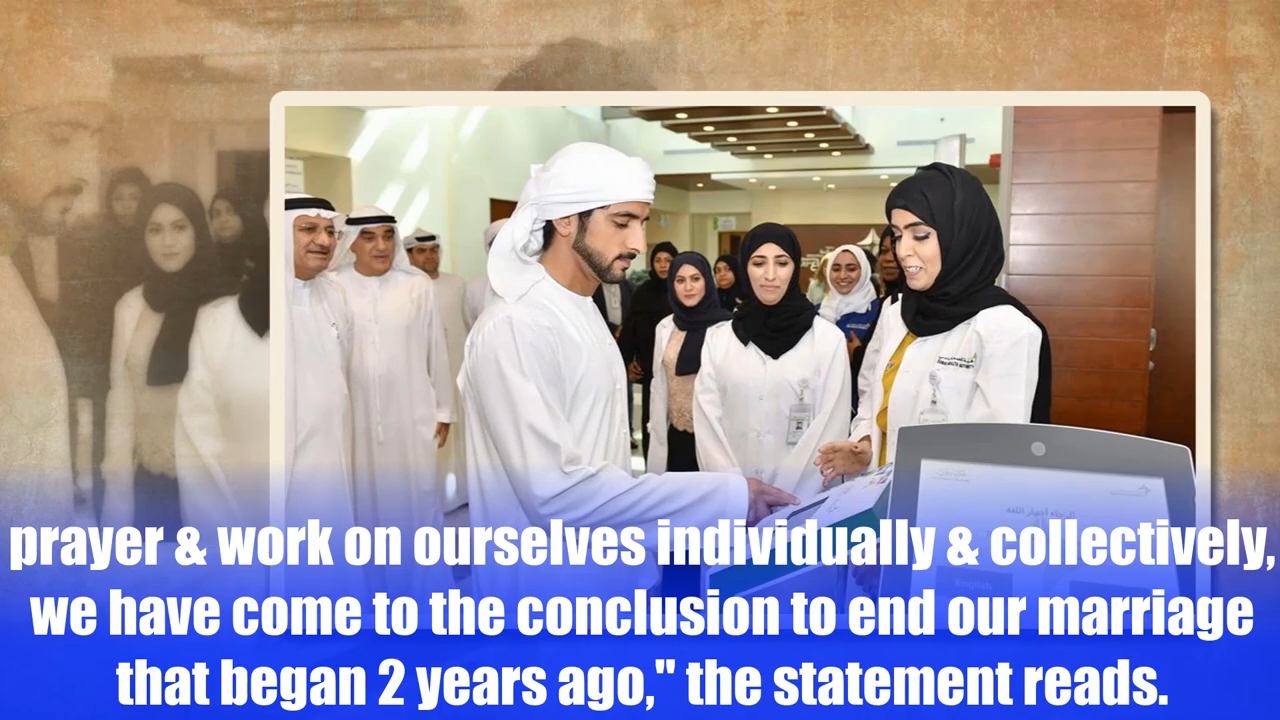 prayer & work on ourselves individually & collectively,
we have come to the conclusion to end our marriage
that began 2 years ago," the statement reads.